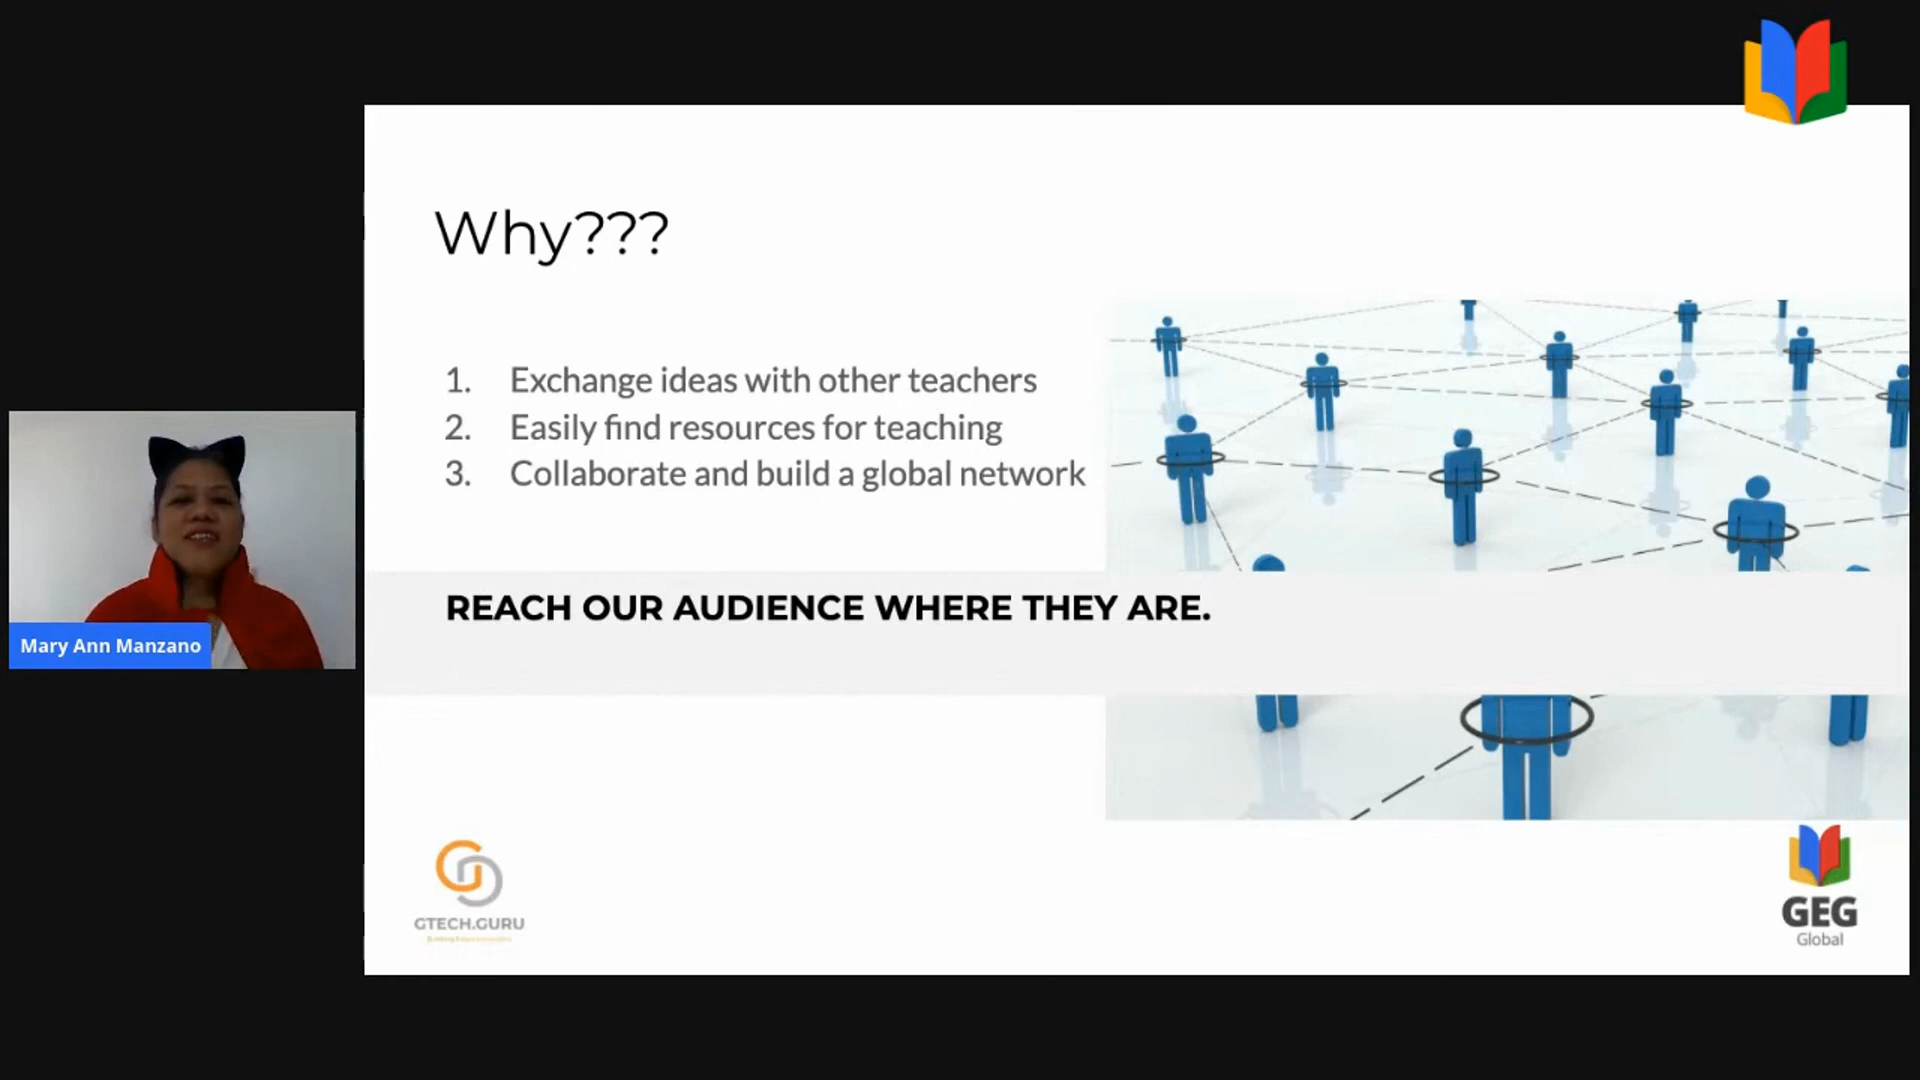 Why???
1. Exchange ideas with other teachers
2. Easily find resources for teaching
3. Collaborate and build a global network
REACH OUR AUDIENCE WHERE THEY ARE.
Mary Ann Manzano
GTECH.GURU
GEG
Global